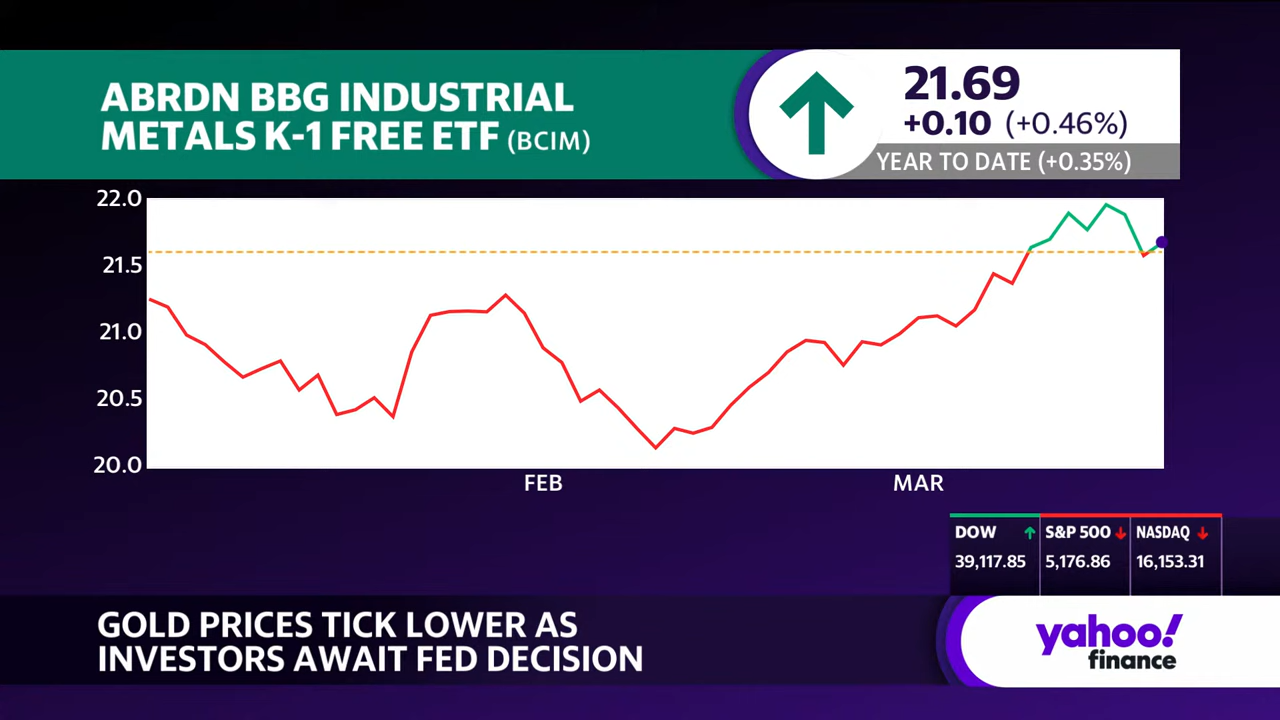 ABRDN BBG INDUSTRIAL
METALS K-1 FREE ETF (BCIM)
21.69
+0.10 (+0.46%)
YEAR TO DATE (+0.35%)
22.0
21.5
21.0
20.5
20.0
FEB MAR
DOW S&P 500 NASDAQ
39,117.85 5,176.86 16,153.31
GOLD PRICES TICK LOWER AS
INVESTORS AWAIT FED DECISION
yahoo!
finance